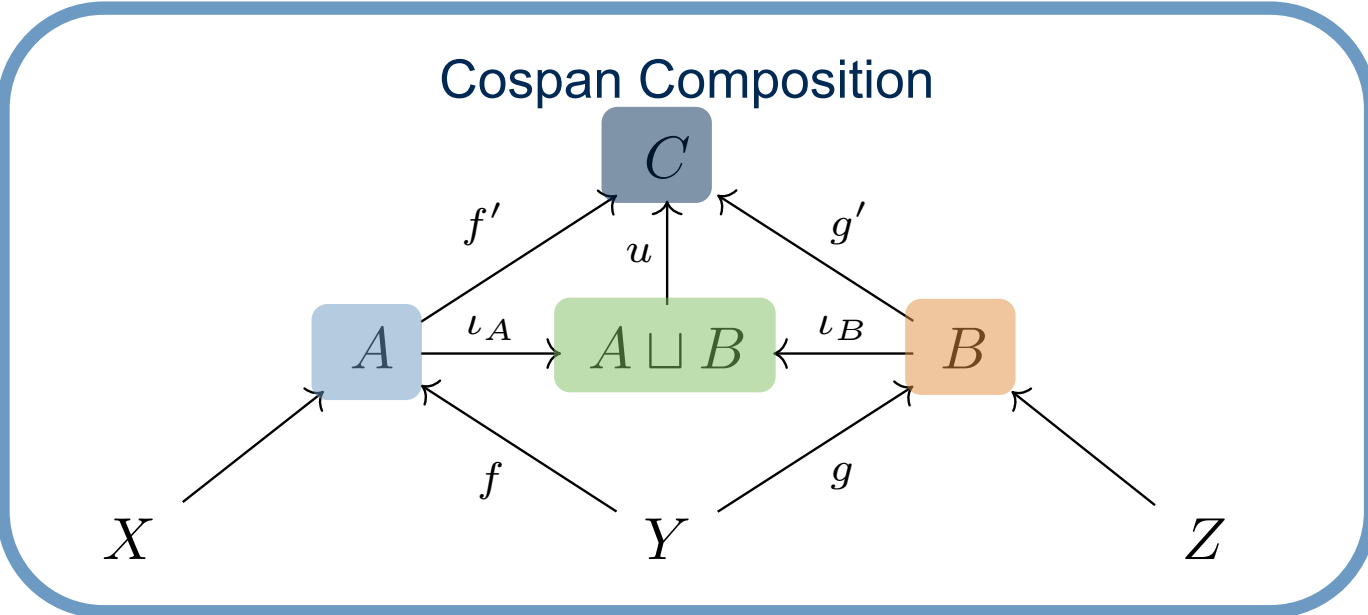 Cospan Composition
C
f′ g′
u
A ι_A A ⊔ B ι_B B
f g
X Y Z